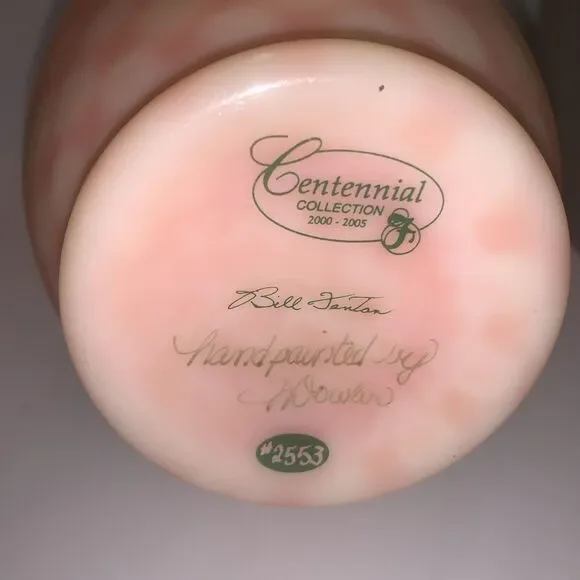 Centennial
COLLECTION
2000 - 2005
F
Bill Fenton
handpainted by
#2553